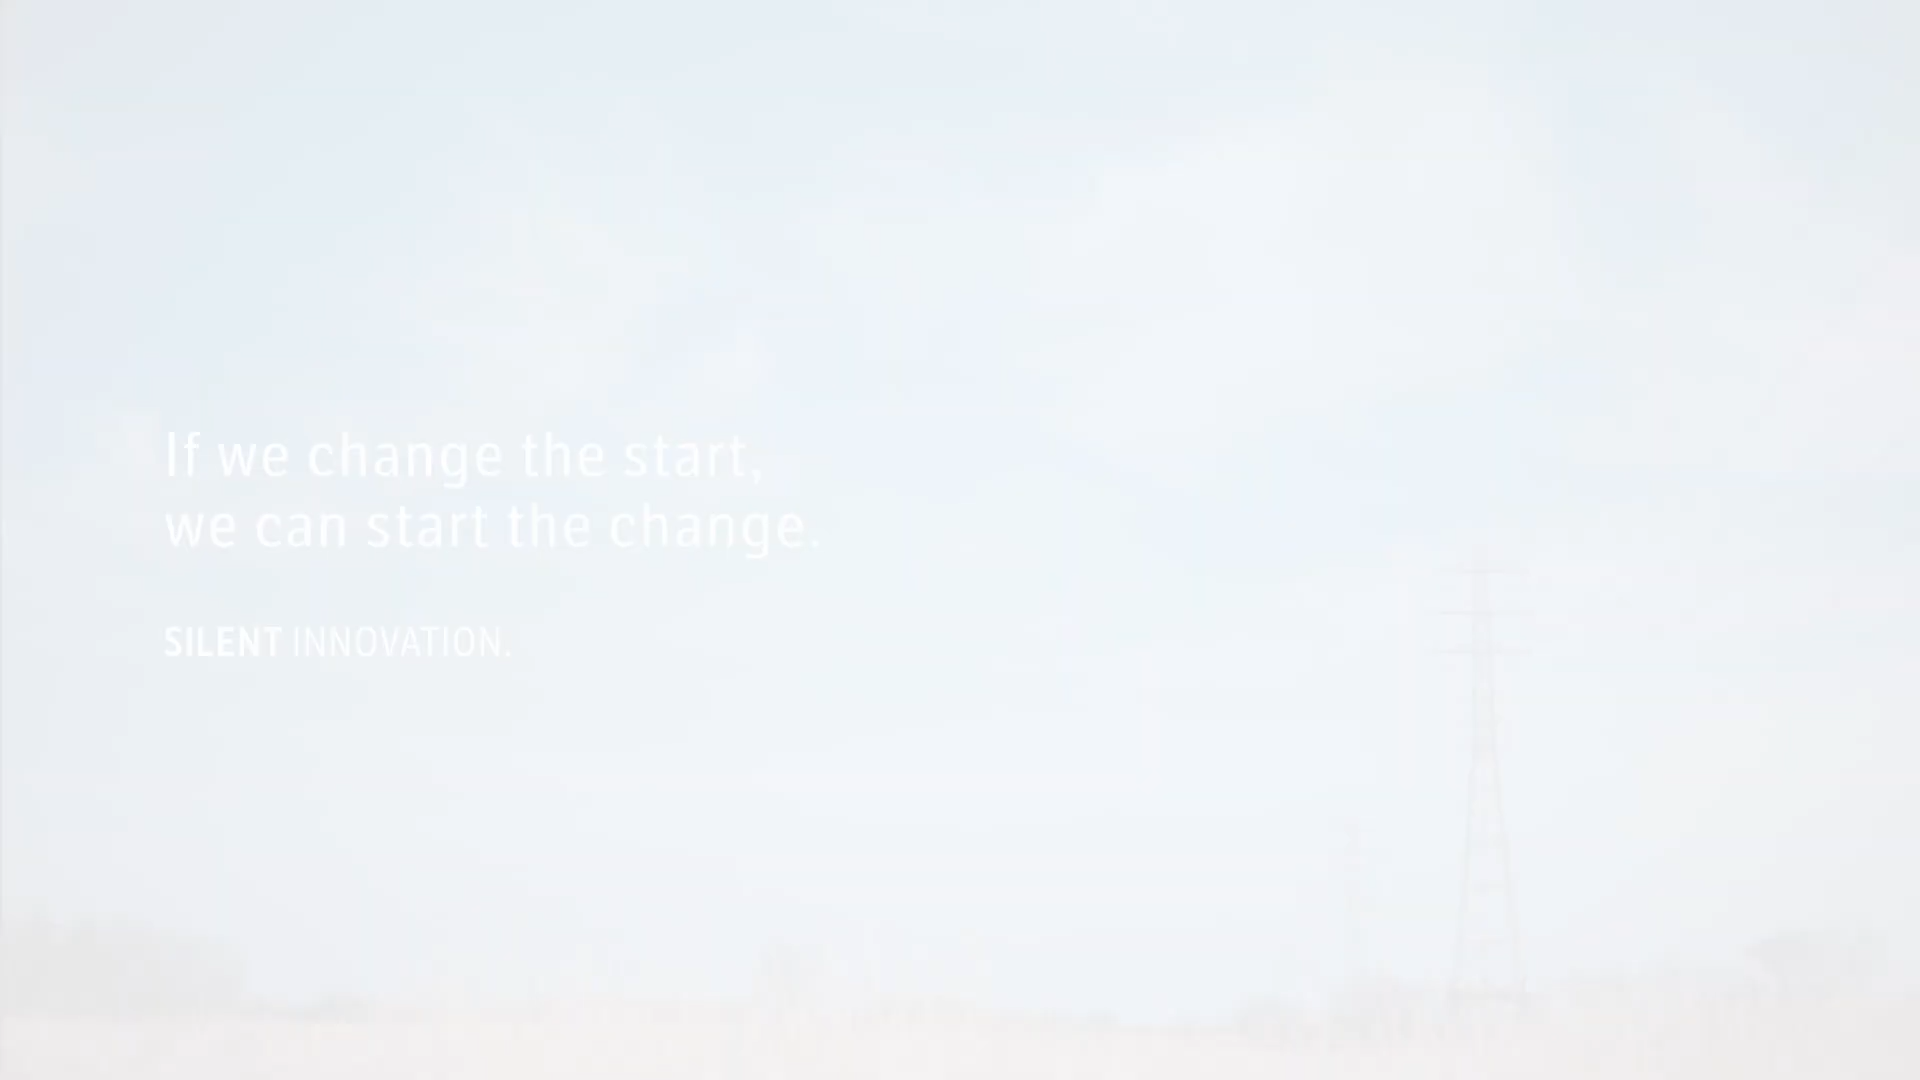 If we change the start,
we can start the change.
SILENT INNOVATION.